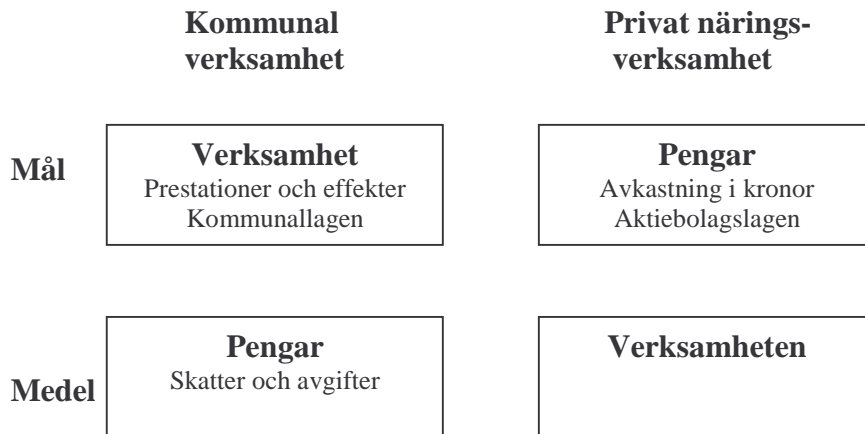 Kommunal
verksamhet
Privat närings-
verksamhet
Mål
Verksamhet
Prestationer och effekter
Kommunallagen
Pengar
Avkastning i kronor
Aktiebolagslagen
Medel
Pengar
Skatter och avgifter
Verksamheten